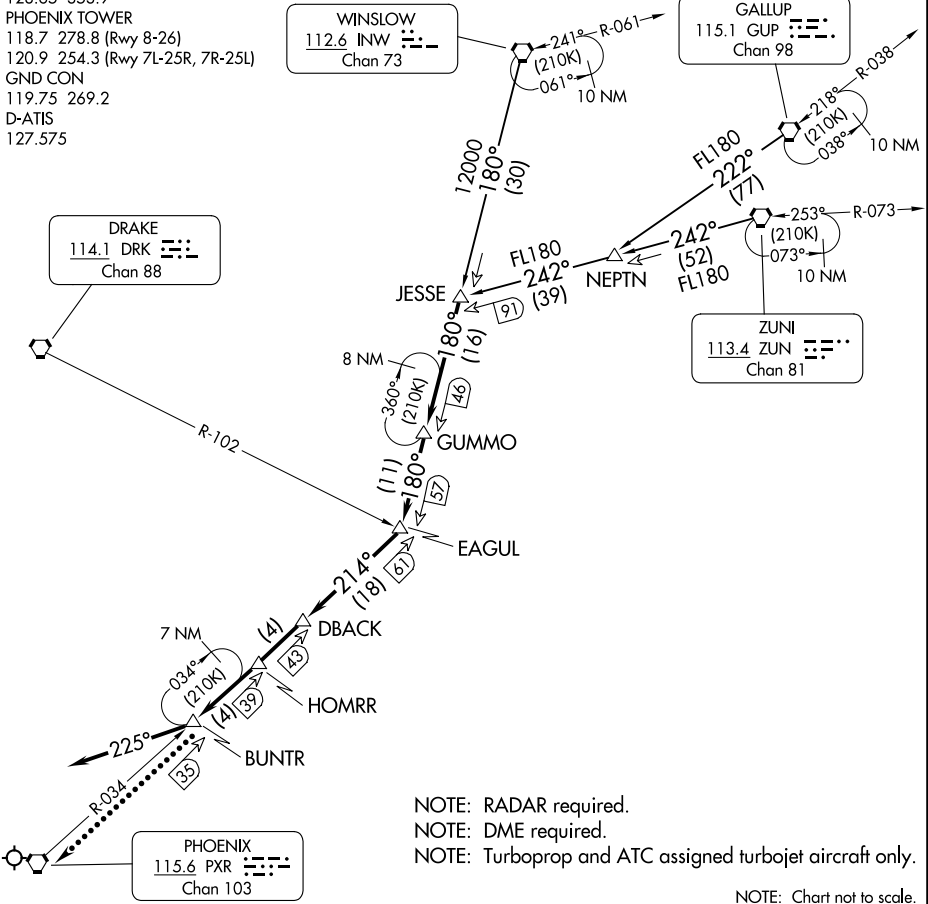 PHOENIX TOWER
118.7 278.8 (Rwy 8-26)
120.9 254.3 (Rwy 7L-25R, 7R-25L)
GND CON
119.75 269.2
D-ATIS
127.575
WINSLOW
112.6 INW
Chan 73
241°
R-061
(210K)
061°
10 NM
GALLUP
115.1 GUP
Chan 98
R-038
218°
(210K)
038°
10 NM
12000
180°
(30)
FL180
222°
(77)
253°
R-073
(210K)
073°
10 NM
242°
(52)
FL180
NEPTN
FL180
242°
(39)
91
DRAKE
114.1 DRK
Chan 88
JESSE
ZUNI
113.4 ZUN
Chan 81
180°
(16)
8 NM
360°
(210K)
46
GUMMO
R-102
(11)
180°
57
EAGUL
61
214°
(18)
DBACK
(4)
43
7 NM
034°
(210K)
HOMRR
39
(4)
BUNTR
225°
35
R-034
PHOENIX
115.6 PXR
Chan 103
NOTE: RADAR required.
NOTE: DME required.
NOTE: Turboprop and ATC assigned turbojet aircraft only.
NOTE: Chart not to scale.